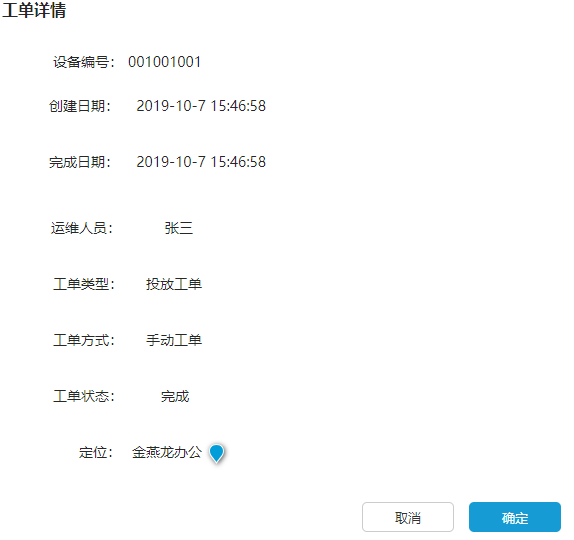 工单详情
设备编号： 001001001
创建日期： 2019-10-7 15:46:58
完成日期： 2019-10-7 15:46:58
运维人员： 张三
工单类型： 投放工单
工单方式： 手动工单
工单状态： 完成
定位： 金燕龙办公
取消 确定